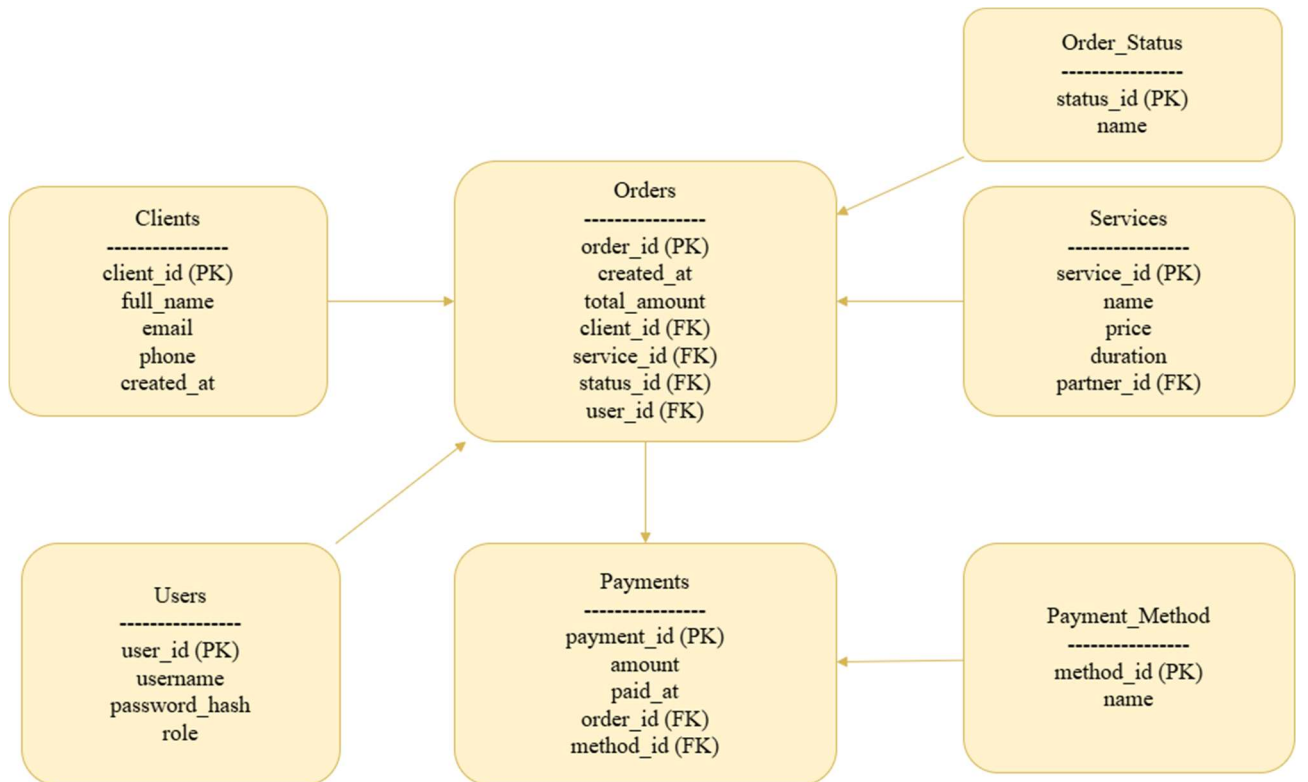 Order_Status
-----------------
status_id (PK)
name
Clients
----------------
client_id (PK)
full_name
email
phone
created_at
Orders
----------------
order_id (PK)
created_at
total_amount
client_id (FK)
service_id (FK)
status_id (FK)
user_id (FK)
Services
----------------
service_id (PK)
name
price
duration
partner_id (FK)
Users
----------------
user_id (PK)
username
password_hash
role
Payments
----------------
payment_id (PK)
amount
paid_at
order_id (FK)
method_id (FK)
Payment_Method
----------------
method_id (PK)
name